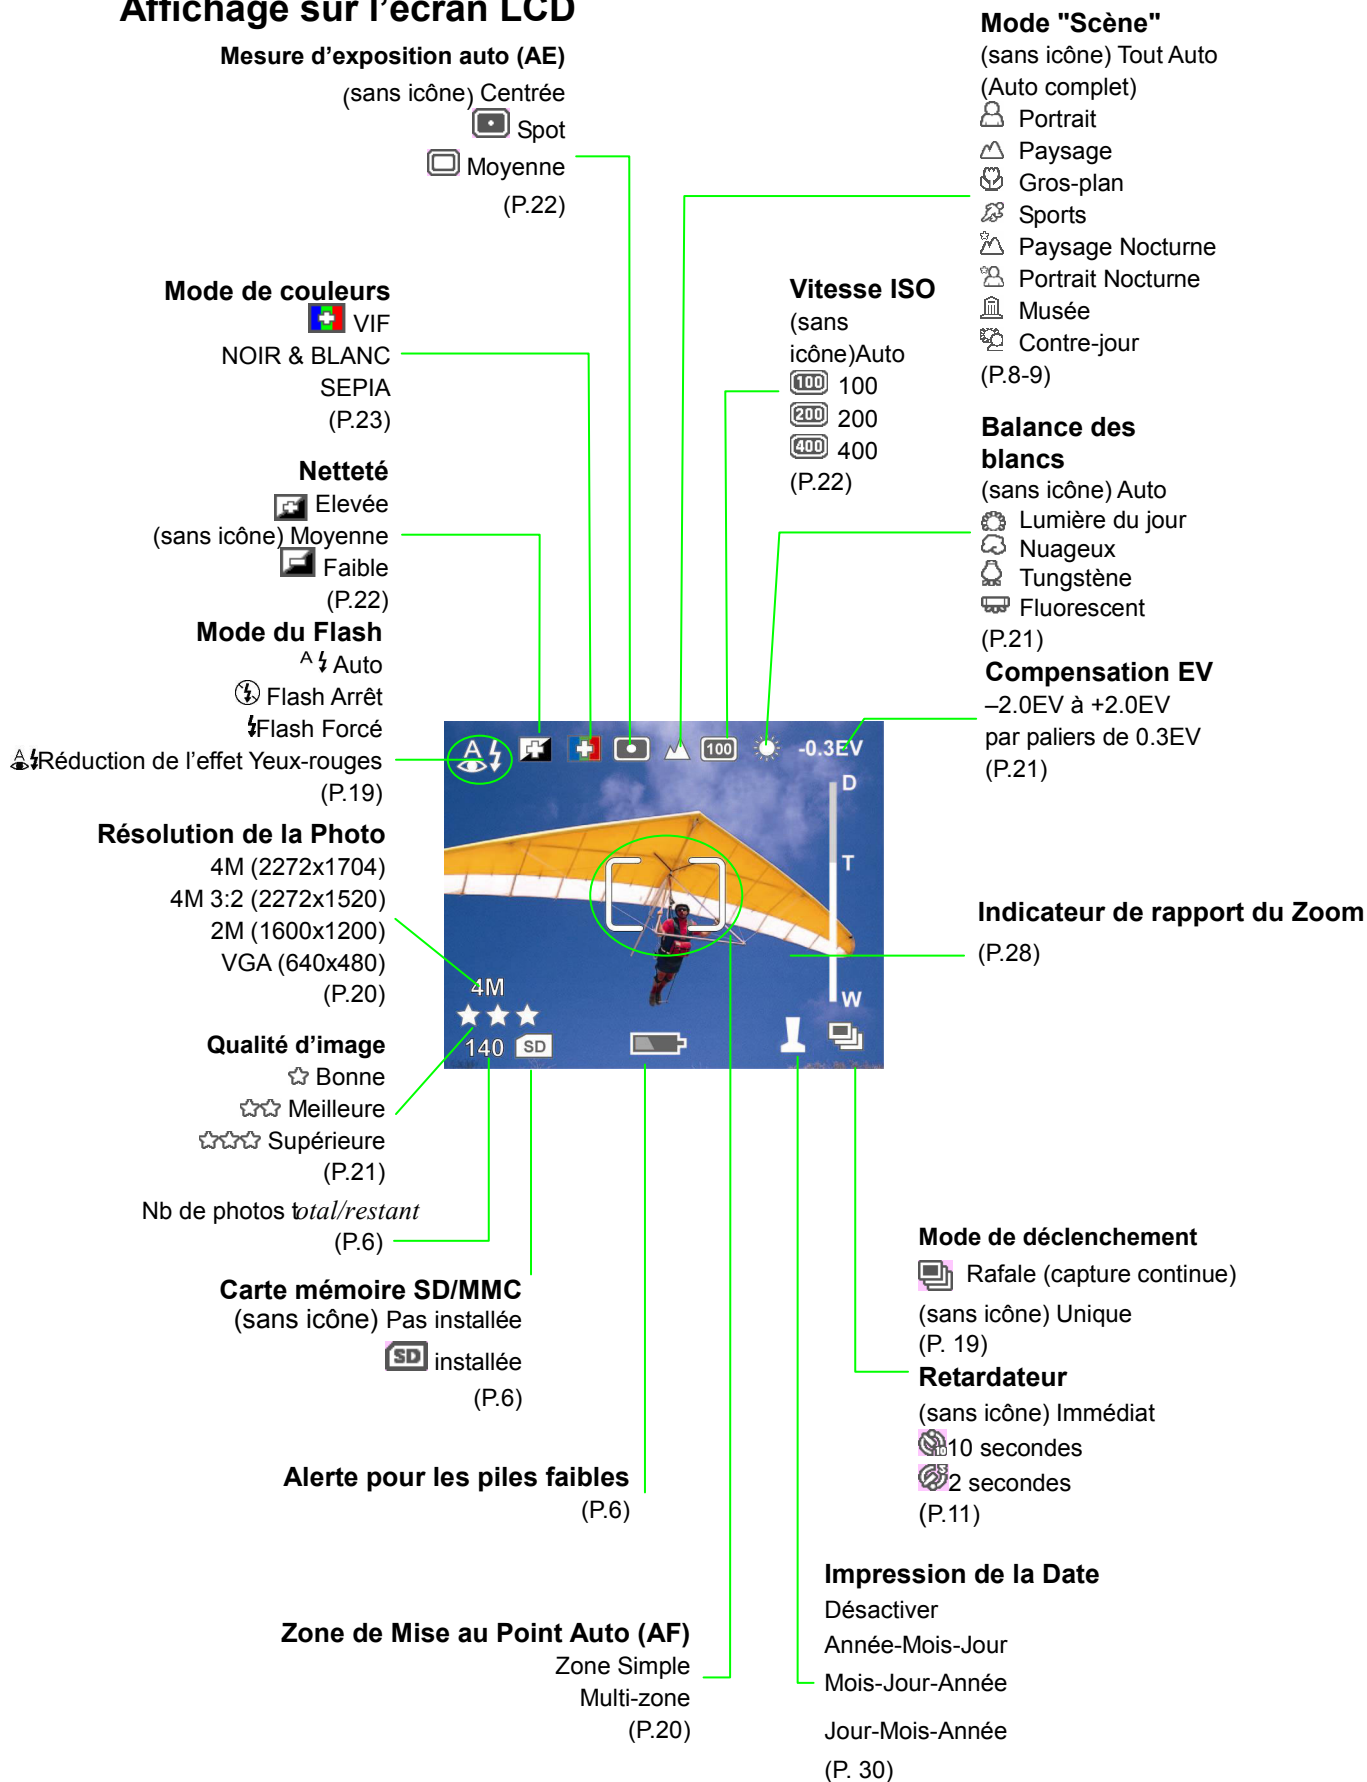 Affichage sur l'écran LCD
Mesure d'exposition auto (AE)
(sans icône) Centrée
Spot
Moyenne
(P.22)
Mode de couleurs
VIF
NOIR & BLANC
SEPIA
(P.23)
Netteté
Elevée
(sans icône) Moyenne
Faible
(P.22)
Mode du Flash
A Auto
Flash Arrêt
Flash Forcé
A Réduction de l'effet Yeux-rouges
(P.19)
Résolution de la Photo
4M (2272x1704)
4M 3:2 (2272x1520)
2M (1600x1200)
VGA (640x480)
(P.20)
Qualité d'image
Bonne
Meilleure
Supérieure
(P.21)
Nb de photos total/restant
(P.6)
Carte mémoire SD/MMC
(sans icône) Pas installée
SD installée
(P.6)
Alerte pour les piles faibles
(P.6)
Zone de Mise au Point Auto (AF)
Zone Simple
Multi-zone
(P.20)
Vitesse ISO
(sans
icône)Auto
100 100
200 200
400 400
(P.22)
Mode "Scène"
(sans icône) Tout Auto
(Auto complet)
Portrait
Paysage
Gros-plan
Sports
Paysage Nocturne
Portrait Nocturne
Musée
Contre-jour
(P.8-9)
Balance des
blancs
(sans icône) Auto
Lumière du jour
Nuageux
Tungstène
Fluorescent
(P.21)
Compensation EV
–2.0EV à +2.0EV
par paliers de 0.3EV
(P.21)
A 100 -0.3EV
D
T
W
4M
140 SD
Indicateur de rapport du Zoom
(P.28)
Mode de déclenchement
Rafale (capture continue)
(sans icône) Unique
(P. 19)
Retardateur
(sans icône) Immédiat
10 10 secondes
2 secondes
(P.11)
Impression de la Date
Désactiver
Année-Mois-Jour
Mois-Jour-Année
Jour-Mois-Année
(P. 30)